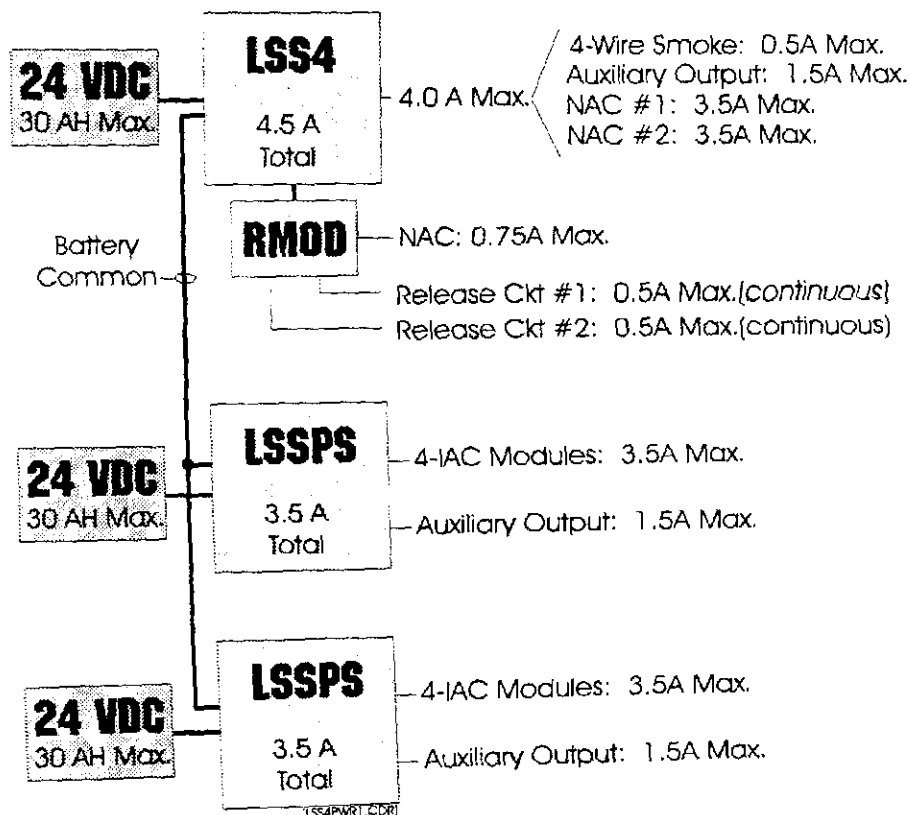 24 VDC
30 AH Max.
LSS4
4.5 A
Total
4.0 A Max.
4-Wire Smoke: 0.5A Max.
Auxiliary Output: 1.5A Max.
NAC #1: 3.5A Max.
NAC #2: 3.5A Max.
RMOD
NAC: 0.75A Max.
Release Ckt #1: 0.5A Max.(continuous)
Release Ckt #2: 0.5A Max.(continuous)
Battery
Common
24 VDC
30 AH Max.
LSSPS
3.5 A
Total
4-IAC Modules: 3.5A Max.
Auxiliary Output: 1.5A Max.
24 VDC
30 AH Max.
LSSPS
3.5 A
Total
4-IAC Modules: 3.5A Max.
Auxiliary Output: 1.5A Max.
LSS4PWR1.CDR